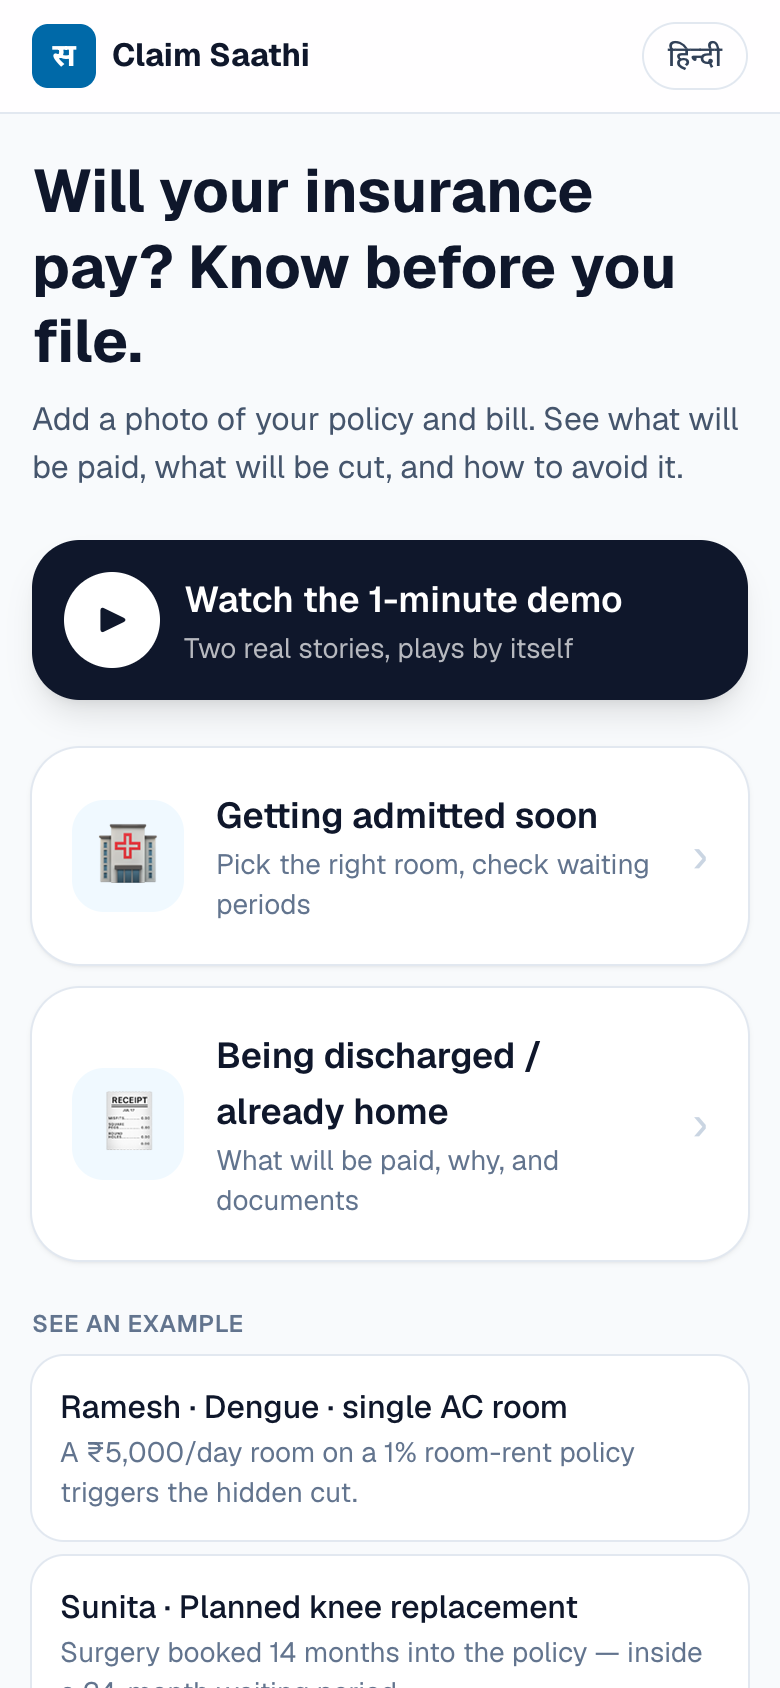 स Claim Saathi
हिन्दी
Will your insurance
pay? Know before you
file.
Add a photo of your policy and bill. See what will
be paid, what will be cut, and how to avoid it.
Watch the 1-minute demo
Two real stories, plays by itself
Getting admitted soon
Pick the right room, check waiting
periods
RECEIPT
Being discharged /
already home
What will be paid, why, and
documents
SEE AN EXAMPLE
Ramesh · Dengue · single AC room
A ₹5,000/day room on a 1% room-rent policy
triggers the hidden cut.
Sunita · Planned knee replacement
Surgery booked 14 months into the policy — inside
a 24-month waiting period.